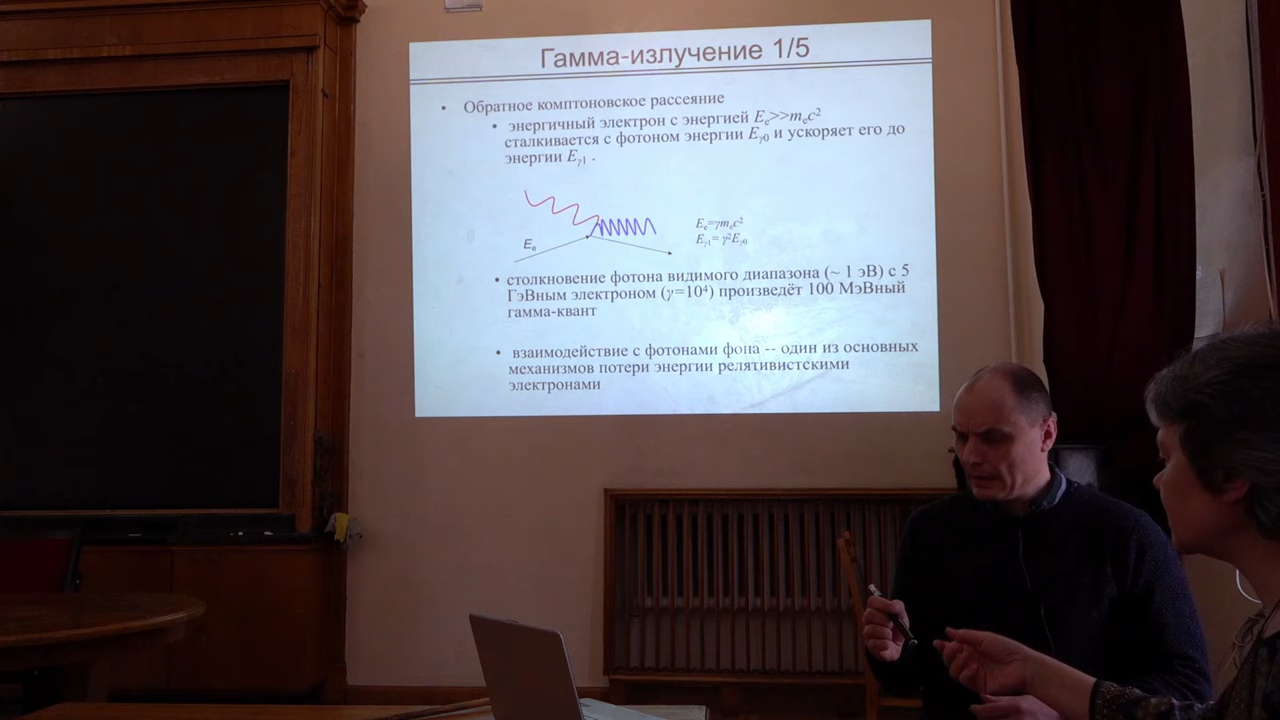 Гамма-излучение 1/5
• Обратное комптоновское рассеяние
• энергичный электрон с энергией Eₑ>>mₑc²
сталкивается с фотоном энергии Eγ0 и ускоряет его до
энергии Eγ1 .
Eₑ=γmₑc²
Eγ1= γ²Eγ0
Eₑ
• столкновение фотона видимого диапазона (~ 1 эВ) с 5
ГэВным электроном (γ=10⁴) произведёт 100 МэВный
гамма-квант
• взаимодействие с фотонами фона -- один из основных
механизмов потери энергии релятивистскими
электронами